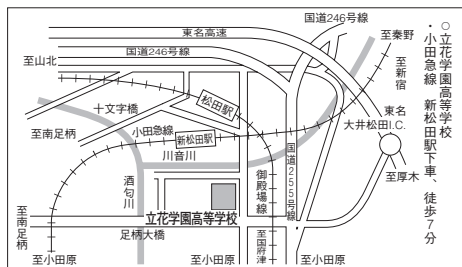 ○立花学園高等学校
・小田急線 新松田駅下車、徒歩7分
国道246号線
東名高速
国道246号線
至秦野
至新宿
至山北
十文字橋
松田駅
東名
大井松田I.C.
至南足柄
小田急線
新松田駅
川音川
至厚木
酒匂川
御殿場線
国道255号線
立花学園高等学校
足柄大橋
至南足柄
至国府津
至小田原
至小田原
至小田原